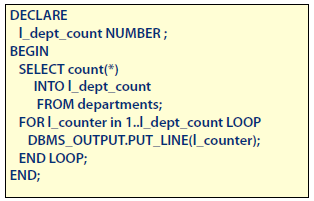 DECLARE
l_dept_count NUMBER ;
BEGIN
SELECT count(*)
INTO l_dept_count
FROM departments;
FOR l_counter in 1..l_dept_count LOOP
DBMS_OUTPUT.PUT_LINE(l_counter);
END LOOP;
END;